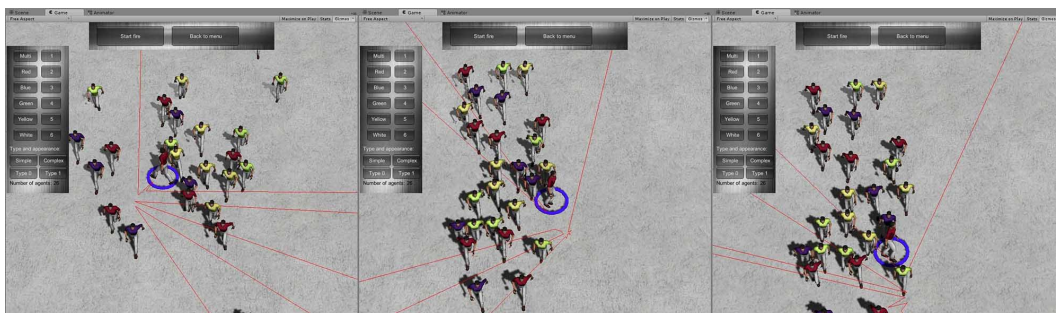 Scene Game Animator
Free Aspect Maximize on Play Stats Gizmos
Start fire Back to menu
Multi 1
Red 2
Blue 3
Green 4
Yellow 5
White 6
Type and appearance:
Simple Complex
Type 0 Type 1
Number of agents: 26
Scene Game Animator
Free Aspect Maximize on Play Stats Gizmos
Start fire Back to menu
Multi 1
Red 2
Blue 3
Green 4
Yellow 5
White 6
Type and appearance:
Simple Complex
Type 0 Type 1
Number of agents: 26
Scene Game Animator
Free Aspect Maximize on Play Stats Gizmos
Start fire Back to menu
Multi 1
Red 2
Blue 3
Green 4
Yellow 5
White 6
Type and appearance:
Simple Complex
Type 0 Type 1
Number of agents: 26